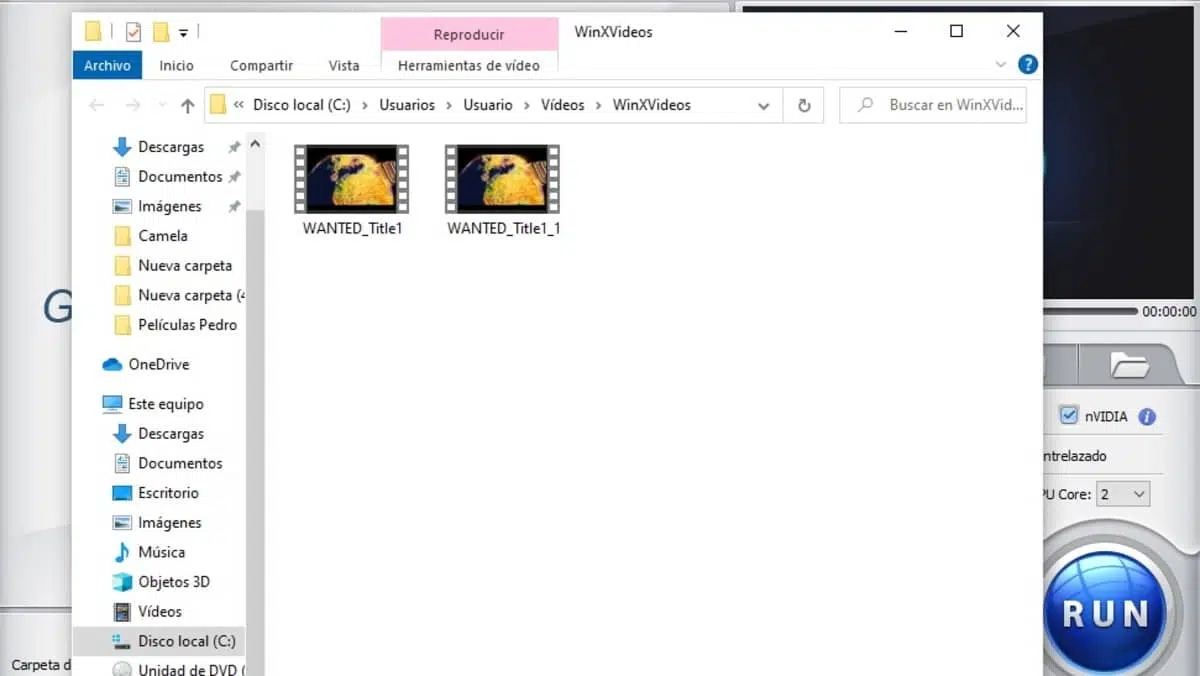 Reproducir
WinXVideos
Archivo
Inicio
Compartir
Vista
Herramientas de vídeo
?
« Disco local (C:) › Usuarios › Usuario › Vídeos › WinXVideos
Buscar en WinXVid...
Descargas
Documentos
Imágenes
Camela
Nueva carpeta
Nueva carpeta (4
Películas Pedro
OneDrive
Este equipo
Descargas
Documentos
Escritorio
Imágenes
Música
Objetos 3D
Vídeos
Disco local (C:)
Unidad de DVD (
WANTED_Title1
WANTED_Title1_1
G
Carpeta d
00:00:00
nVIDIA i
ntrelazado
PU Core: 2
RUN